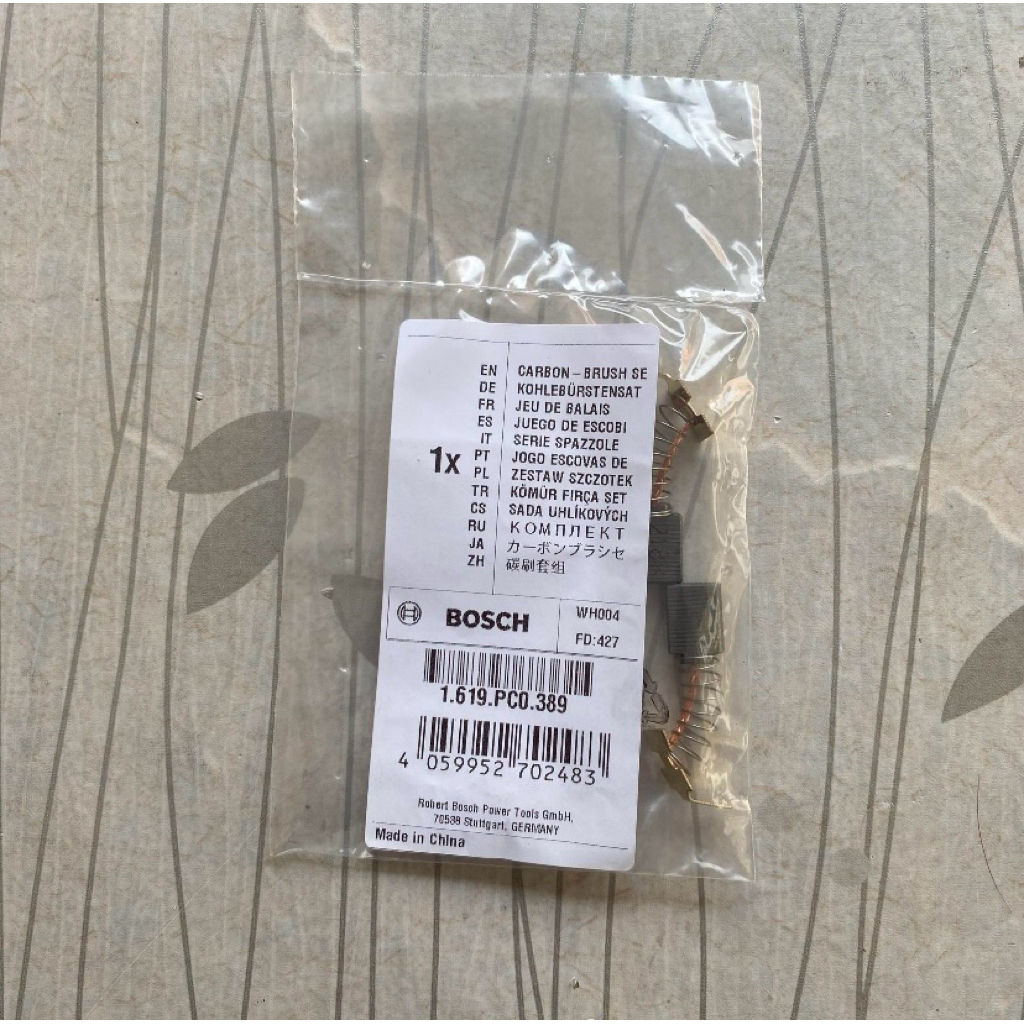 1x
EN CARBON-BRUSH SE
DE KOHLEBÜRSTENSAT
FR JEU DE BALAIS
ES JUEGO DE ESCOBI
IT SERIE SPAZZOLE
PT JOGO ESCOVAS DE
PL ZESTAW SZCZOTEK
TR KÖMÜR FIRÇA SET
CS SADA UHLÍKOVÝCH
RU КОМПЛЕКТ
JA カーボンブラシセ
ZH 碳刷套组
BOSCH
WH004
FD:427
1.619.PC0.389
4 059952 702483
Robert Bosch Power Tools GmbH,
70538 Stuttgart, GERMANY
Made in China